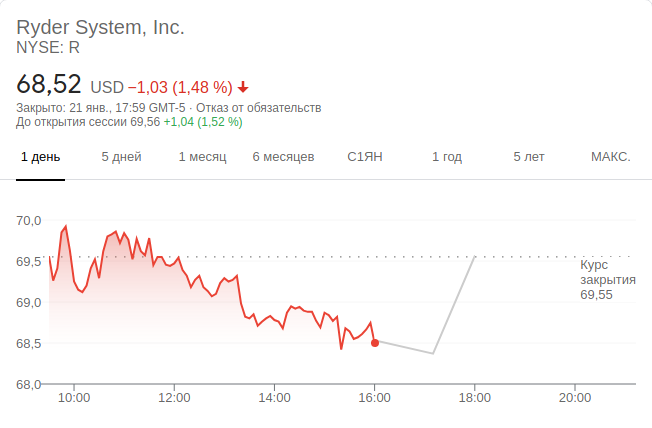 Ryder System, Inc.
NYSE: R
68,52 USD −1,03 (1,48 %)
Закрыто: 21 янв., 17:59 GMT-5 · Отказ от обязательств
До открытия сессии 69,56 +1,04 (1,52 %)
1 день 5 дней 1 месяц 6 месяцев С1ЯН 1 год 5 лет МАКС.
70,0
69,5
69,0
68,5
68,0
Курс
закрытия
69,55
10:00 12:00 14:00 16:00 18:00 20:00